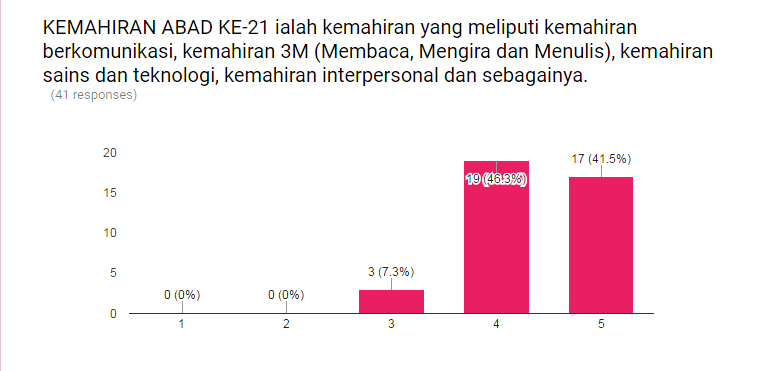 KEMAHIRAN ABAD KE-21 ialah kemahiran yang meliputi kemahiran
berkomunikasi, kemahiran 3M (Membaca, Mengira dan Menulis), kemahiran
sains dan teknologi, kemahiran interpersonal dan sebagainya.
(41 responses)
20
15
10
5
0
0 (0%)
0 (0%)
3 (7.3%)
19 (46.3%)
17 (41.5%)
1 2 3 4 5